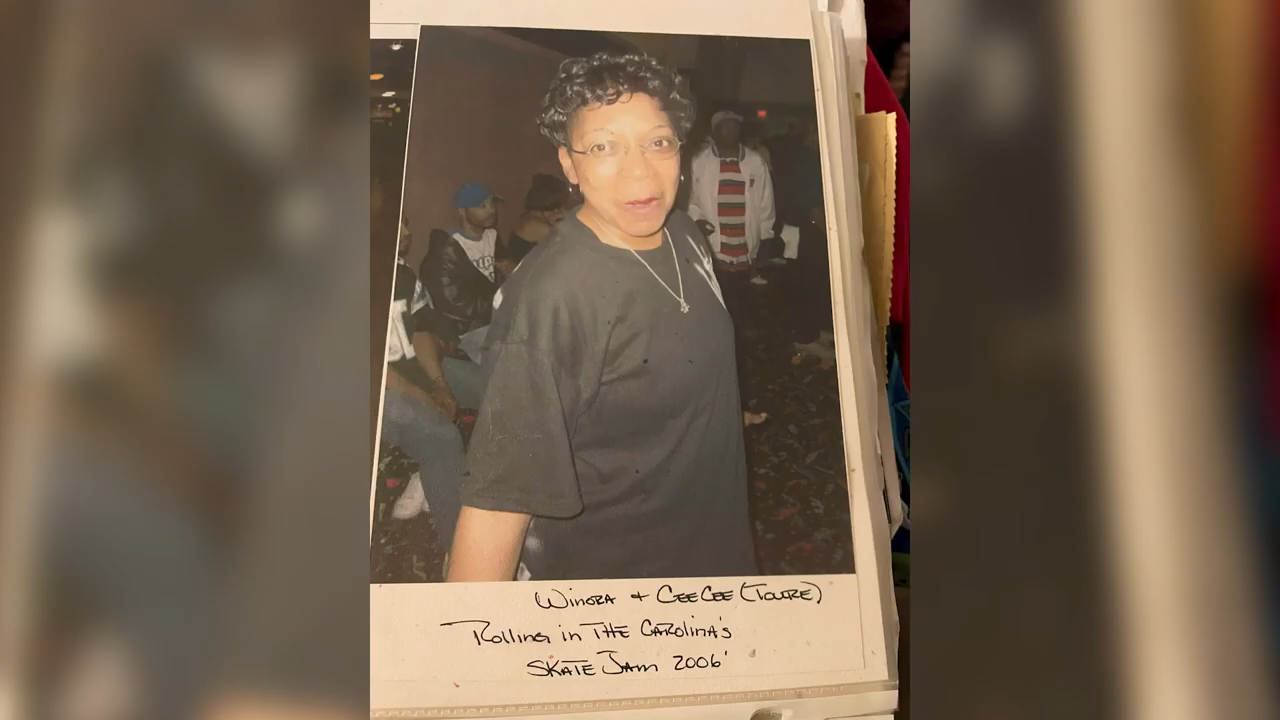 Winora + CeeCee (Toure)
Rolling in The Carolina's
Skate Jam 2006'